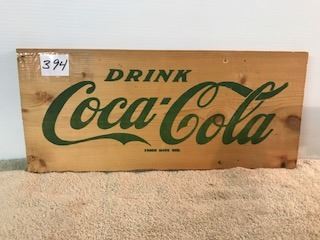 394
DRINK
Coca-Cola
TRADE MARK REG.